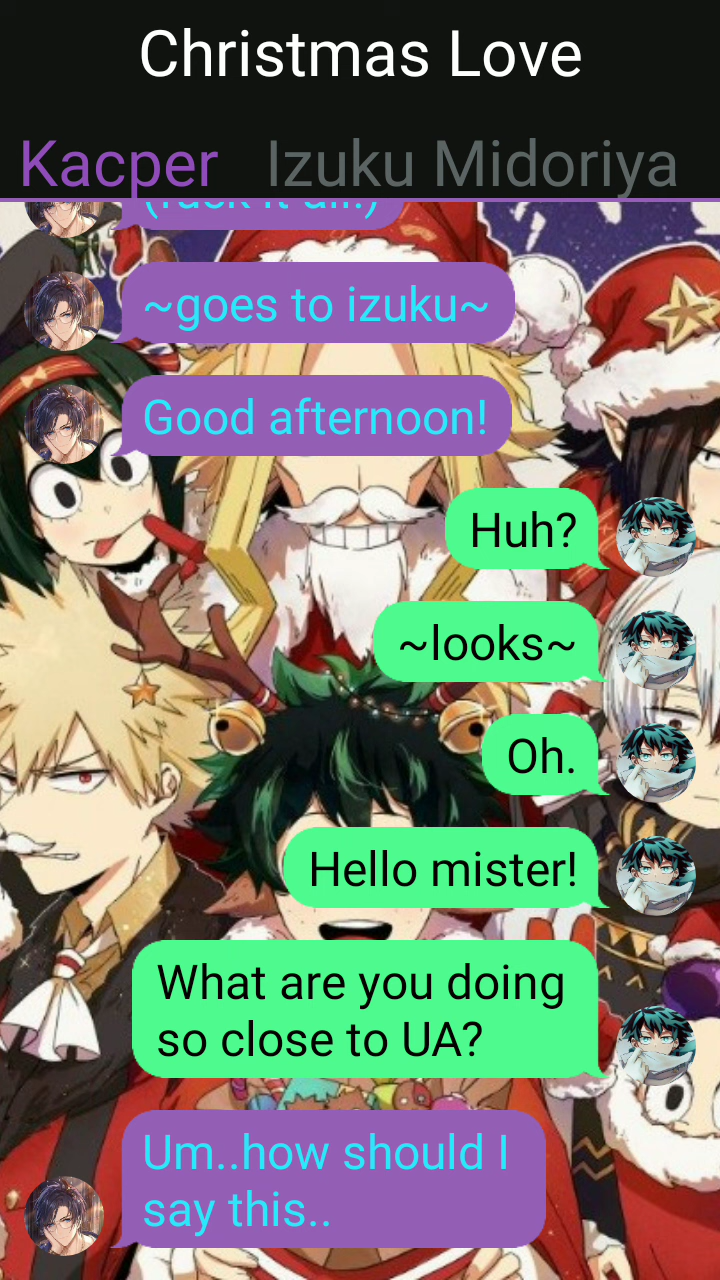 Christmas Love
Kacper Izuku Midoriya
~goes to izuku~
Good afternoon!
Huh?
~looks~
Oh.
Hello mister!
What are you doing
so close to UA?
Um..how should I
say this..